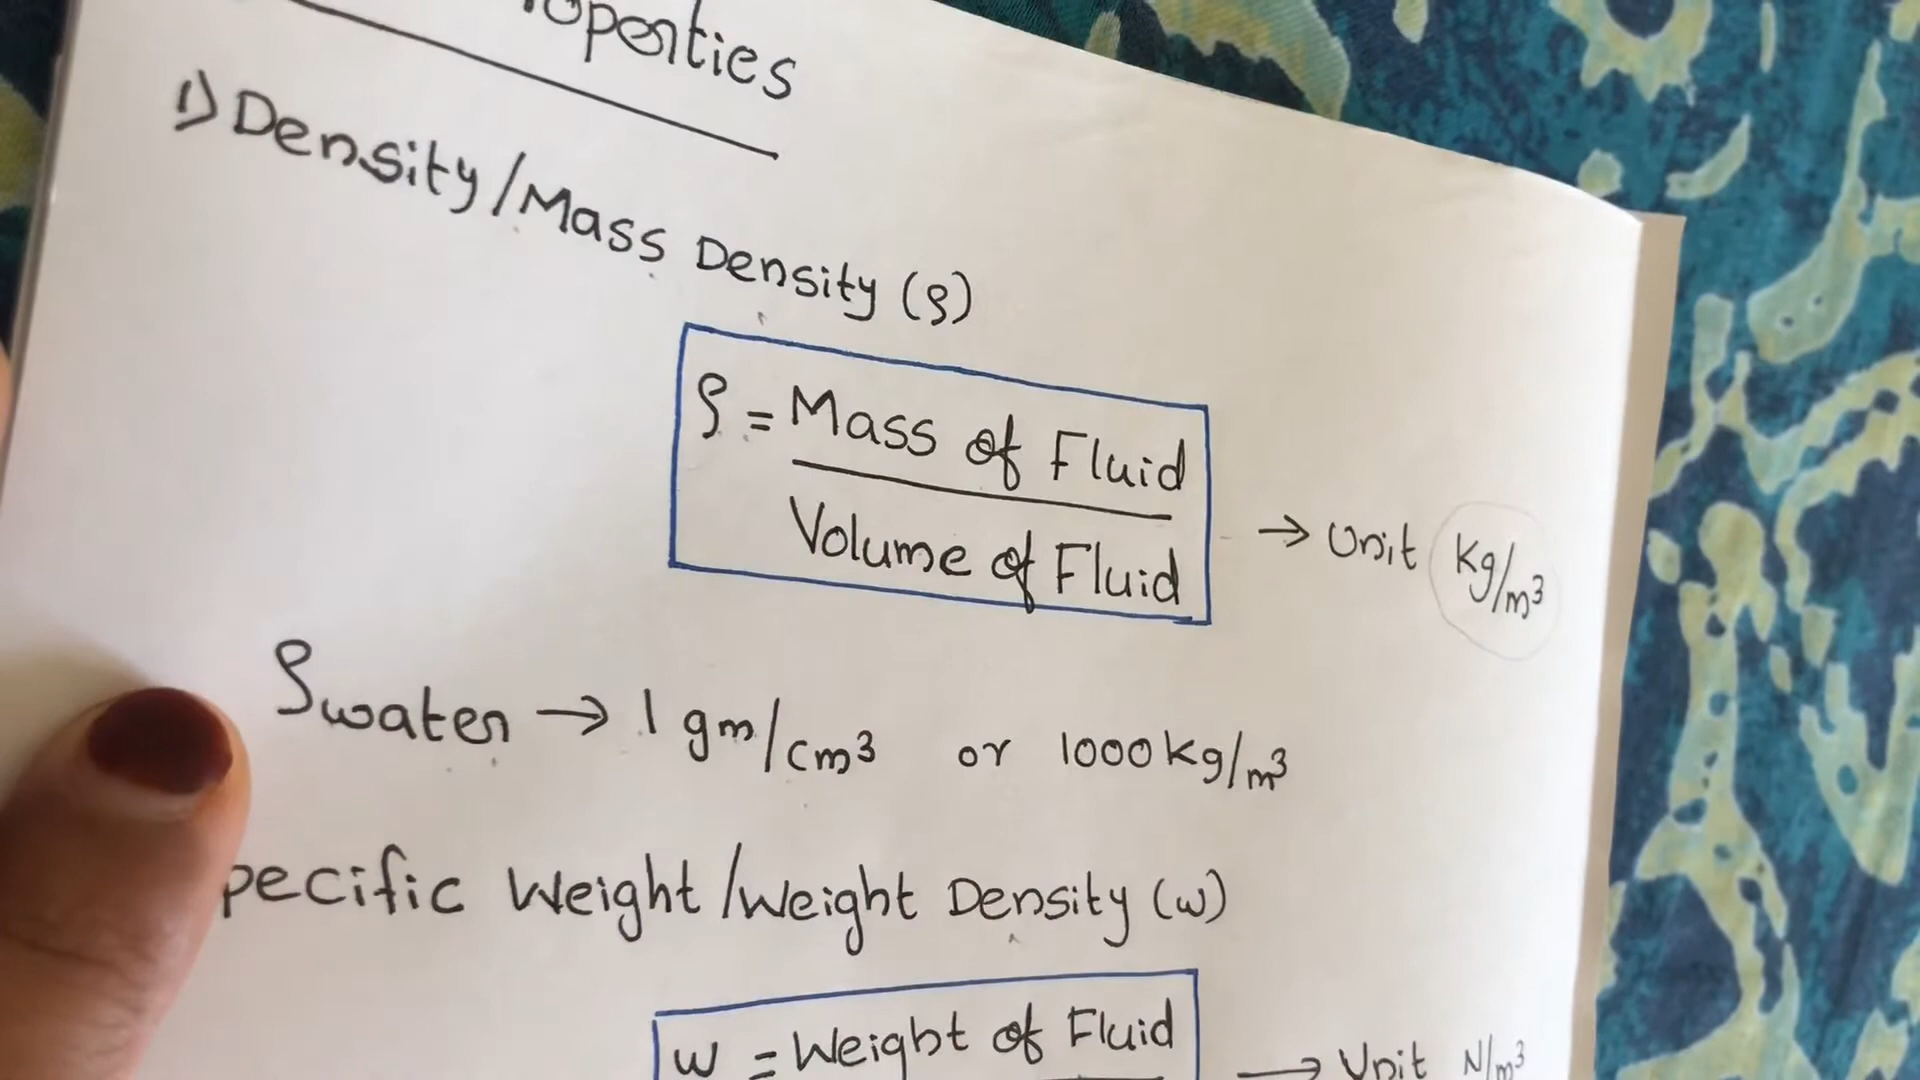 1) Density/Mass Density (ρ)
ρ = Mass of Fluid
Volume of Fluid
→ Unit Kg/m³
ρwater → 1 gm/cm³ or 1000 kg/m³
pecific Weight/Weight Density (w)
w = Weight of Fluid
→ Unit N/m³